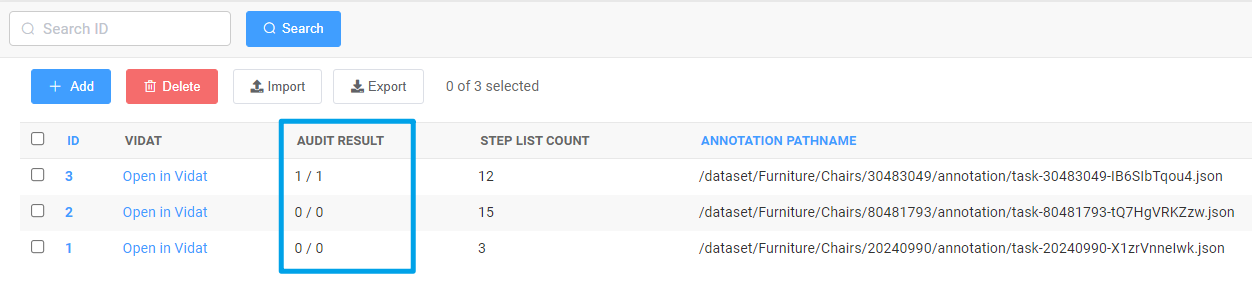 Search ID Search
Add Delete Import Export 0 of 3 selected
ID VIDAT AUDIT RESULT STEP LIST COUNT ANNOTATION PATHNAME
3 Open in Vidat 1 / 1 12 /dataset/Furniture/Chairs/30483049/annotation/task-30483049-IB6SIbTqou4.json
2 Open in Vidat 0 / 0 15 /dataset/Furniture/Chairs/80481793/annotation/task-80481793-tQ7HgVRKZzw.json
1 Open in Vidat 0 / 0 3 /dataset/Furniture/Chairs/20240990/annotation/task-20240990-X1zrVnneIwk.json